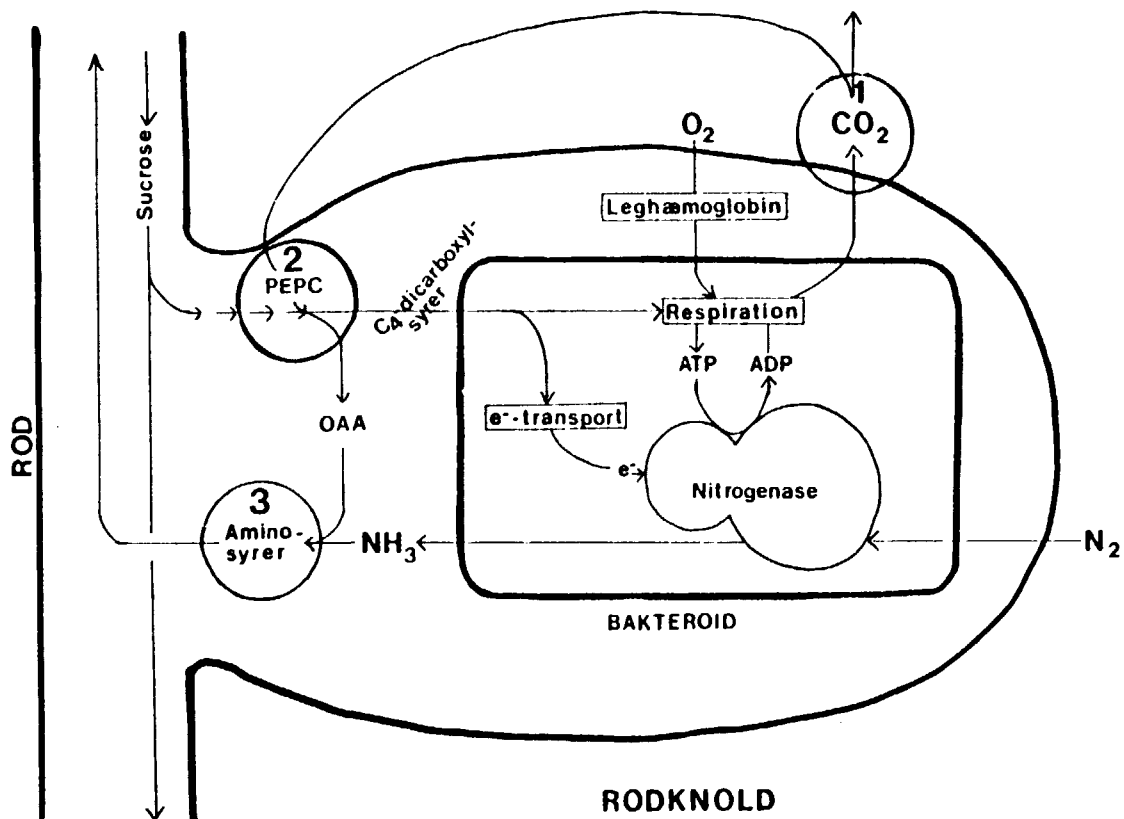 1
CO₂
O₂
Sucrose
Leghæmoglobin
2
PEPC
C₄-dicarboxyl-
syrer
Respiration
ATP
ADP
OAA
e⁻-transport
ROD
e⁻
Nitrogenase
3
Amino-
syrer
NH₃
N₂
BAKTEROID
RODKNOLD